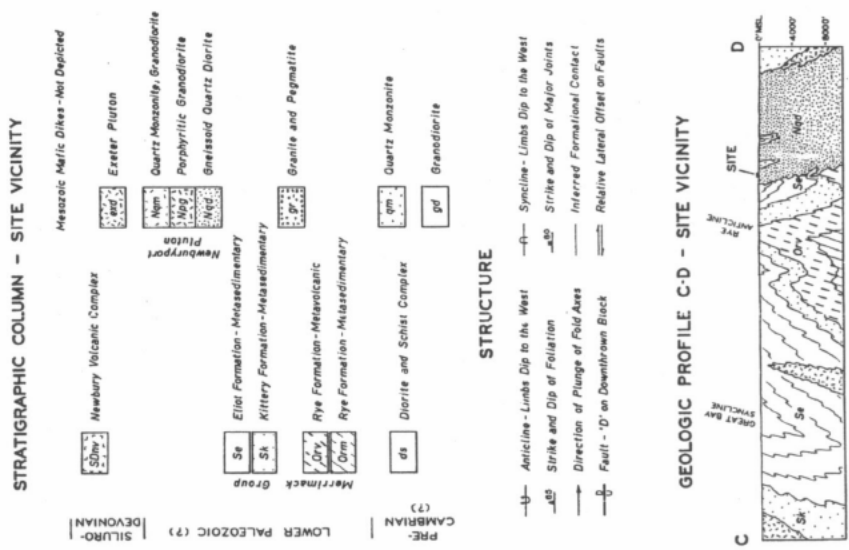 STRATIGRAPHIC COLUMN - SITE VICINITY
Mesozoic Mafic Dikes-Not Depicted
SILURO-
DEVONIAN
SDmv
Newbury Volcanic Complex
exd
Exeter Pluton
Newburyport
Pluton
Nqm
Quartz Monzonite, Granodiorite
Npg
Porphyritic Granodiorite
Nqd
Gneissoid Quartz Diorite
LOWER PALEOZOIC (?)
Merrimack Group
Se
Eliot Formation-Metasedimentary
Sk
Kittery Formation-Metasedimentary
Orv
Rye Formation-Metavolcanic
Orm
Rye Formation-Metasedimentary
gr
Granite and Pegmatite
PRE-
CAMBRIAN
(?)
ds
Diorite and Schist Complex
qm
Quartz Monzonite
gd
Granodiorite
STRUCTURE
Anticline-Limbs Dip to the West
65
Strike and Dip of Foliation
Direction of Plunge of Fold Axes
Fault-'D' on Downthrown Block
Syncline-Limbs Dip to the West
80
Strike and Dip of Major Joints
Inferred Formational Contact
Relative Lateral Offset on Faults
GEOLOGIC PROFILE C-D - SITE VICINITY
C
GREAT BAY
SYNCLINE
RYE
ANTICLINE
SITE
D
0' MSL
4000'
8000'
Sk
Se
Orv
Se
Nqd